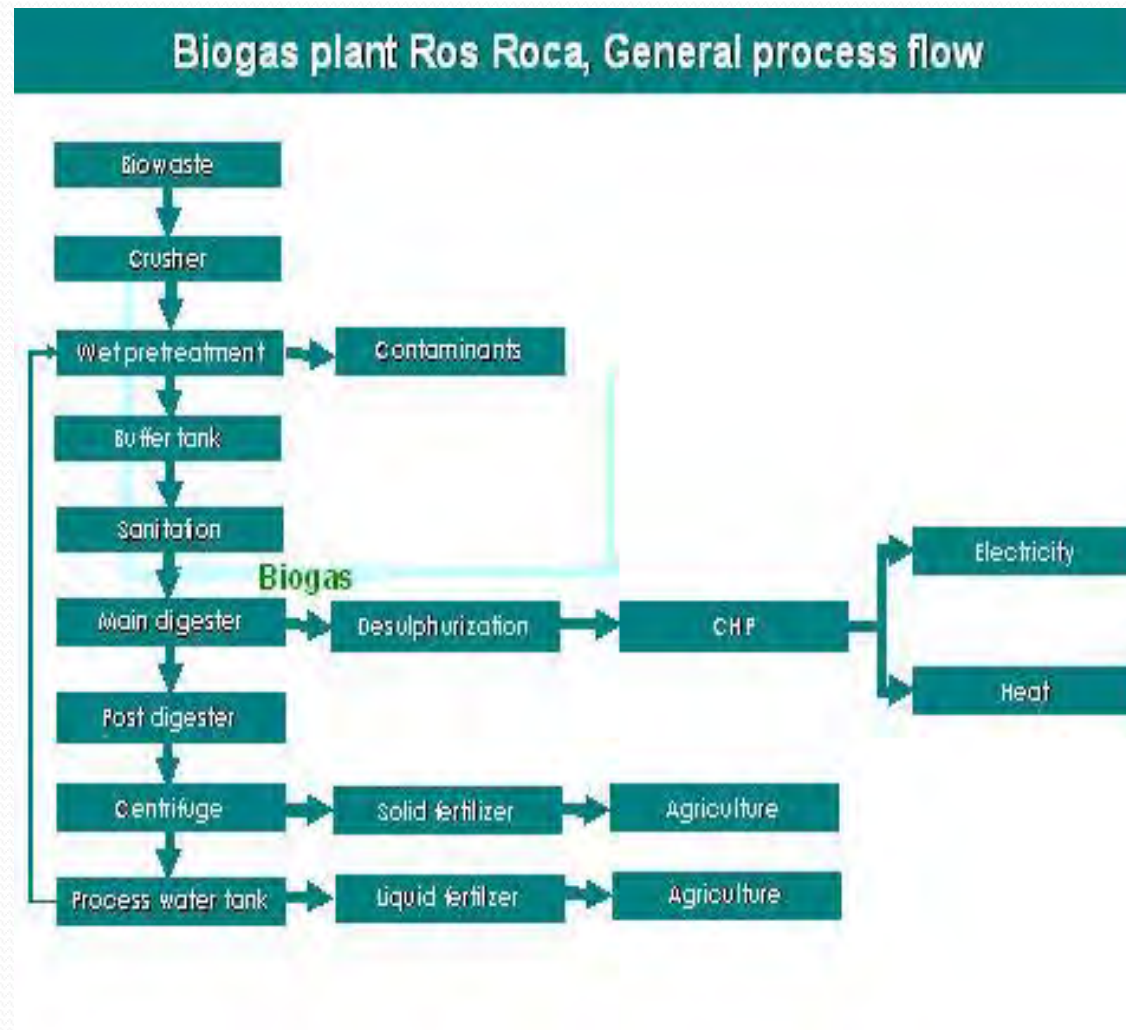 Biogas plant Ros Roca, General process flow
Biowaste
Crusher
Wet pretreatment
Contaminants
Buffer tank
Sanitation
Biogas
Main digester
Desulphurization
CHP
Electricity
Heat
Post digester
Centrifuge
Solid fertilizer
Agriculture
Process water tank
Liquid fertilzer
Agriculture